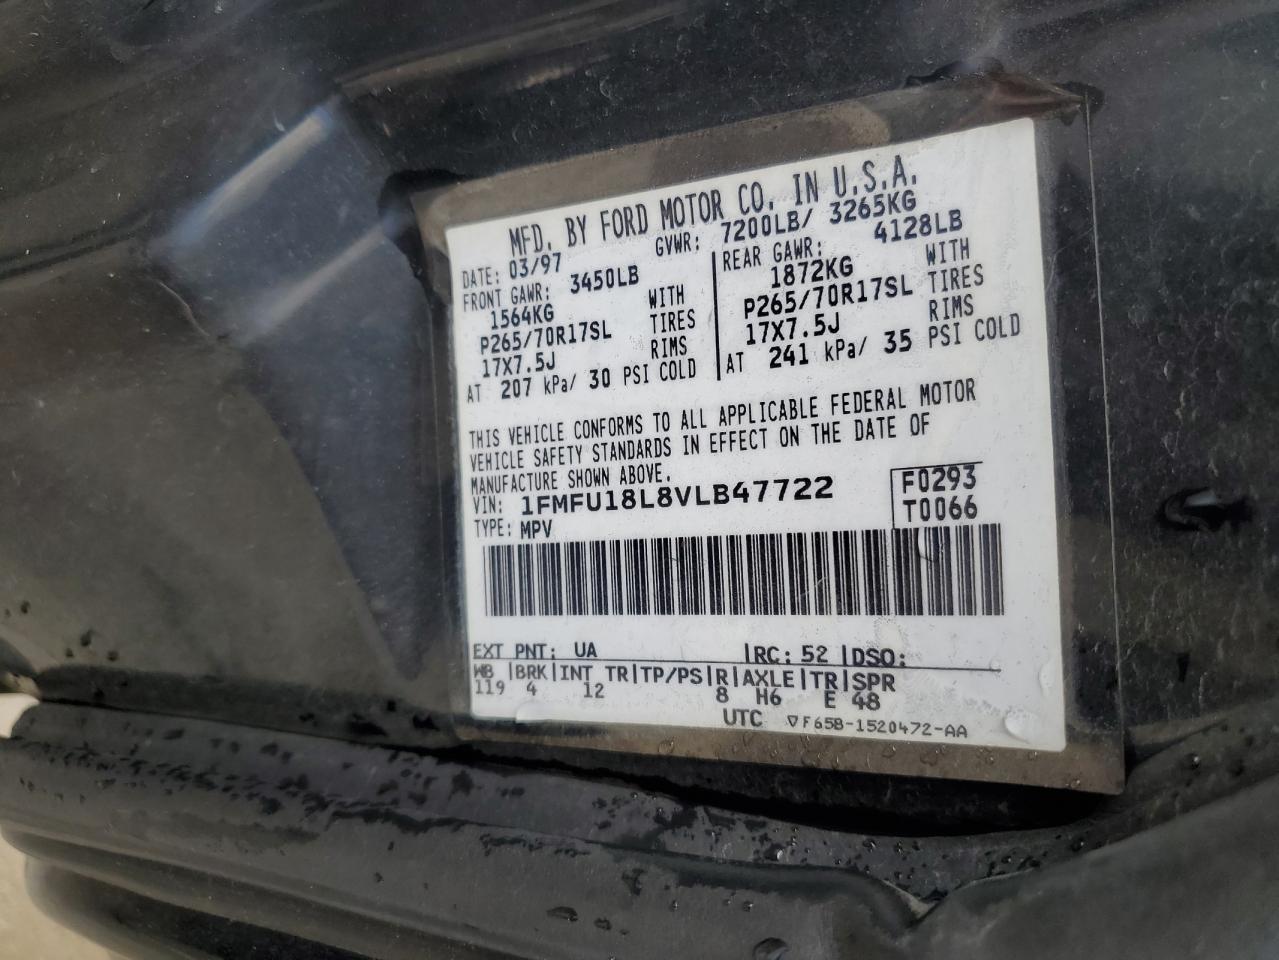 MFD. BY FORD MOTOR CO. IN U.S.A.
DATE: 03/97 GVWR: 7200LB/ 3265KG
FRONT GAWR: 3450LB
1564KG WITH
P265/70R17SL TIRES
17X7.5J RIMS
AT 207 kPa/ 30 PSI COLD
REAR GAWR: 4128LB
1872KG WITH
P265/70R17SL TIRES
17X7.5J RIMS
AT 241 kPa/ 35 PSI COLD
THIS VEHICLE CONFORMS TO ALL APPLICABLE FEDERAL MOTOR
VEHICLE SAFETY STANDARDS IN EFFECT ON THE DATE OF
MANUFACTURE SHOWN ABOVE.
VIN: 1FMFU18L8VLB47722
TYPE: MPV
F0293
T0066
EXT PNT: UA RC: 52 DSO:
WB BRK INT TR TP/PS R AXLE TR SPR
119 4 12 8 H6 E 48
UTC ▽F65B-1520472-AA